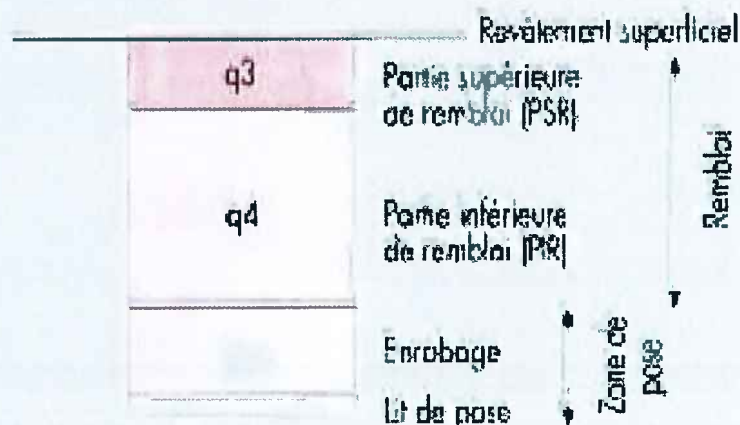 Revêtement superficiel
q3
Partie supérieure
de remblai (PSR)
q4
Partie inférieure
de remblai (PIR)
Remblai
Enrobage
Lit de pose
Zone de
pose